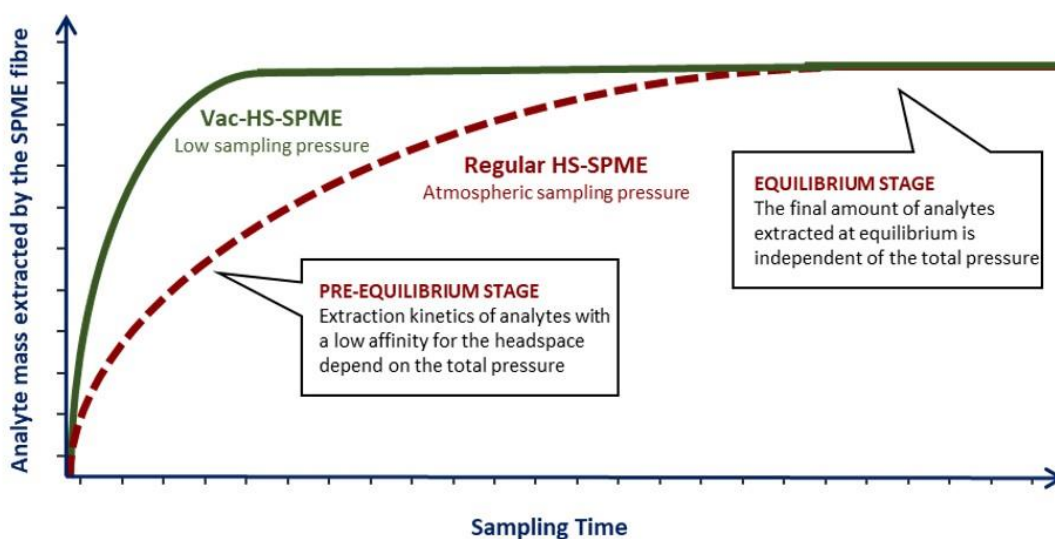 Analyte mass extracted by the SPME fibre
Vac-HS-SPME
Low sampling pressure
Regular HS-SPME
Atmospheric sampling pressure
EQUILIBRIUM STAGE
The final amount of analytes
extracted at equilibrium is
independent of the total pressure
PRE-EQUILIBRIUM STAGE
Extraction kinetics of analytes with
a low affinity for the headspace
depend on the total pressure
Sampling Time